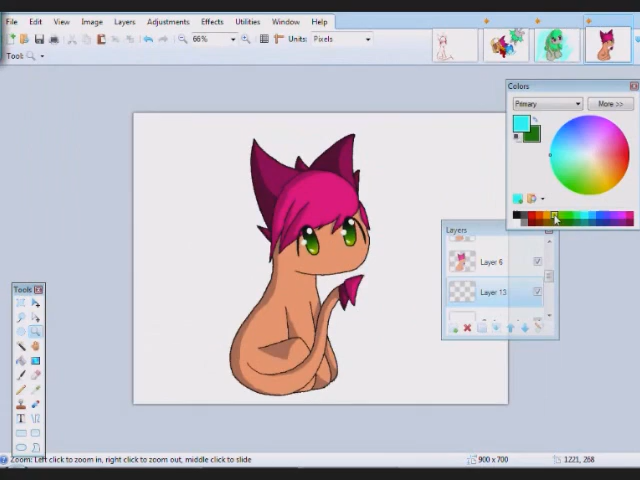 File Edit View Image Layers Adjustments Effects Utilities Window Help
66% Units: Pixels
Tool:
Colors
Primary More >>
Layers
Layer 6
Layer 13
Tools
T
Zoom: Left click to zoom in, right click to zoom out, middle click to slide 900 x 700 1221, 268